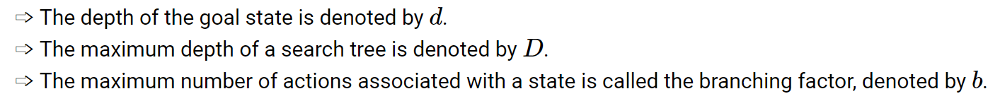 ⇨ The depth of the goal state is denoted by d.
⇨ The maximum depth of a search tree is denoted by D.
⇨ The maximum number of actions associated with a state is called the branching factor, denoted by b.